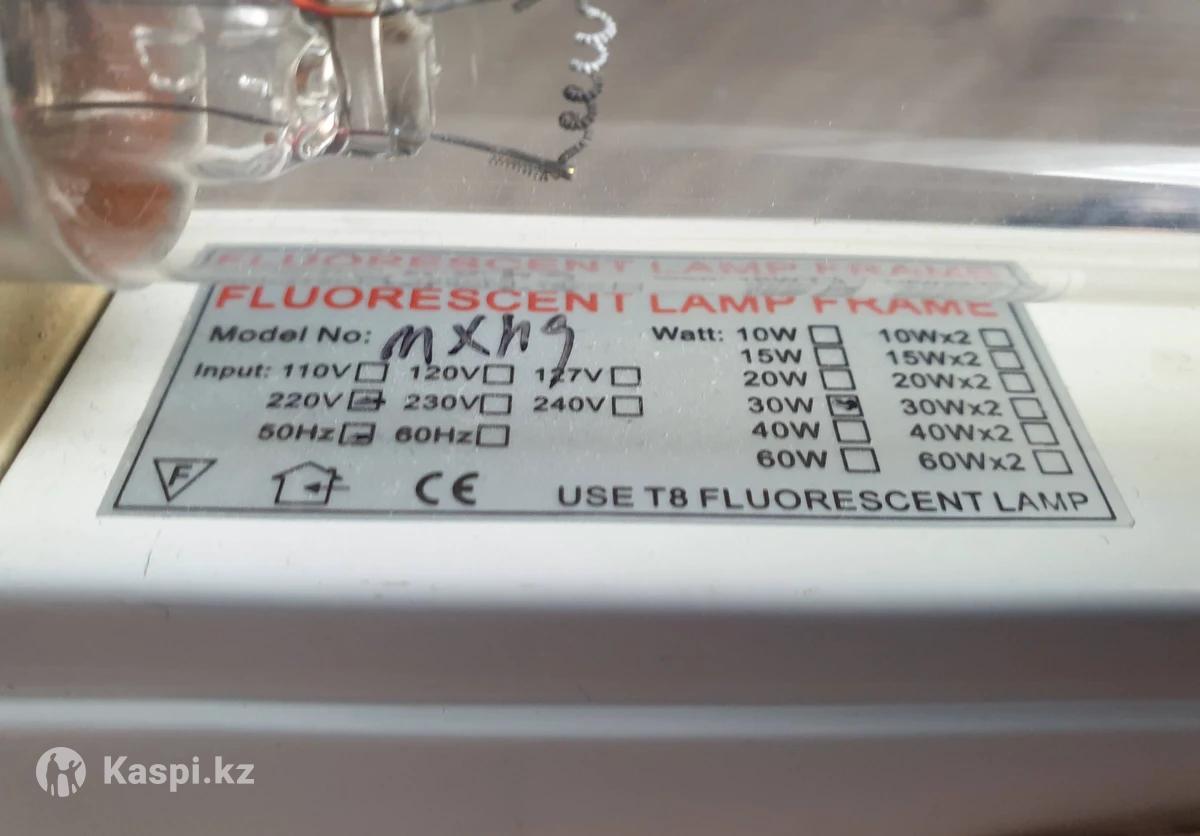 FLUORESCENT LAMP FRAME
Model No: mxhg
Watt: 10W 10Wx2
15W 15Wx2
Input: 110V 120V 127V
20W 20Wx2
220V 230V 240V
30W 30Wx2
50Hz 60Hz
40W 40Wx2
60W 60Wx2
F
CE
USE T8 FLUORESCENT LAMP
Kaspi.kz